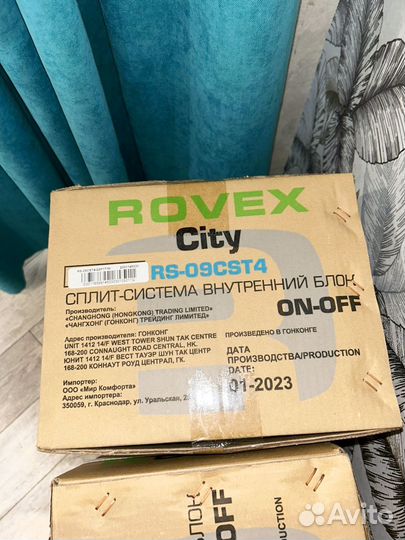 ROVEX
City
RS-09CST4
СПЛИТ-СИСТЕМА ВНУТРЕННИЙ БЛОК
ON-OFF
Производитель:
«CHANGHONG (HONGKONG) TRADING LIMITED»
«ЧАНГХОНГ (ГОНКОНГ) ТРЕЙДИНГ ЛИМИТЕД»
Адрес производителя: ГОНКОНГ
UNIT 1412 14/F WEST TOWER SHUN TAK CENTRE
168-200 CONNAUGHT ROAD CENTRAL, HK.
ЮНИТ 1412 14/F ВЕСТ ТАУЭР ШУН ТАК ЦЕНТР
168-200 КОННАУТ РОУД ЦЕНТРАЛ, ГК.
Импортер:
ООО «Мир Комфорта»
Адрес импортера:
350059, г. Краснодар, ул. Уральская,
ПРОИЗВЕДЕНО В ГОНКОНГЕ
ДАТА
ПРОИЗВОДСТВА/PRODUCTION
01-2023
БЛОК
OFF
PRODUCTION
Avito